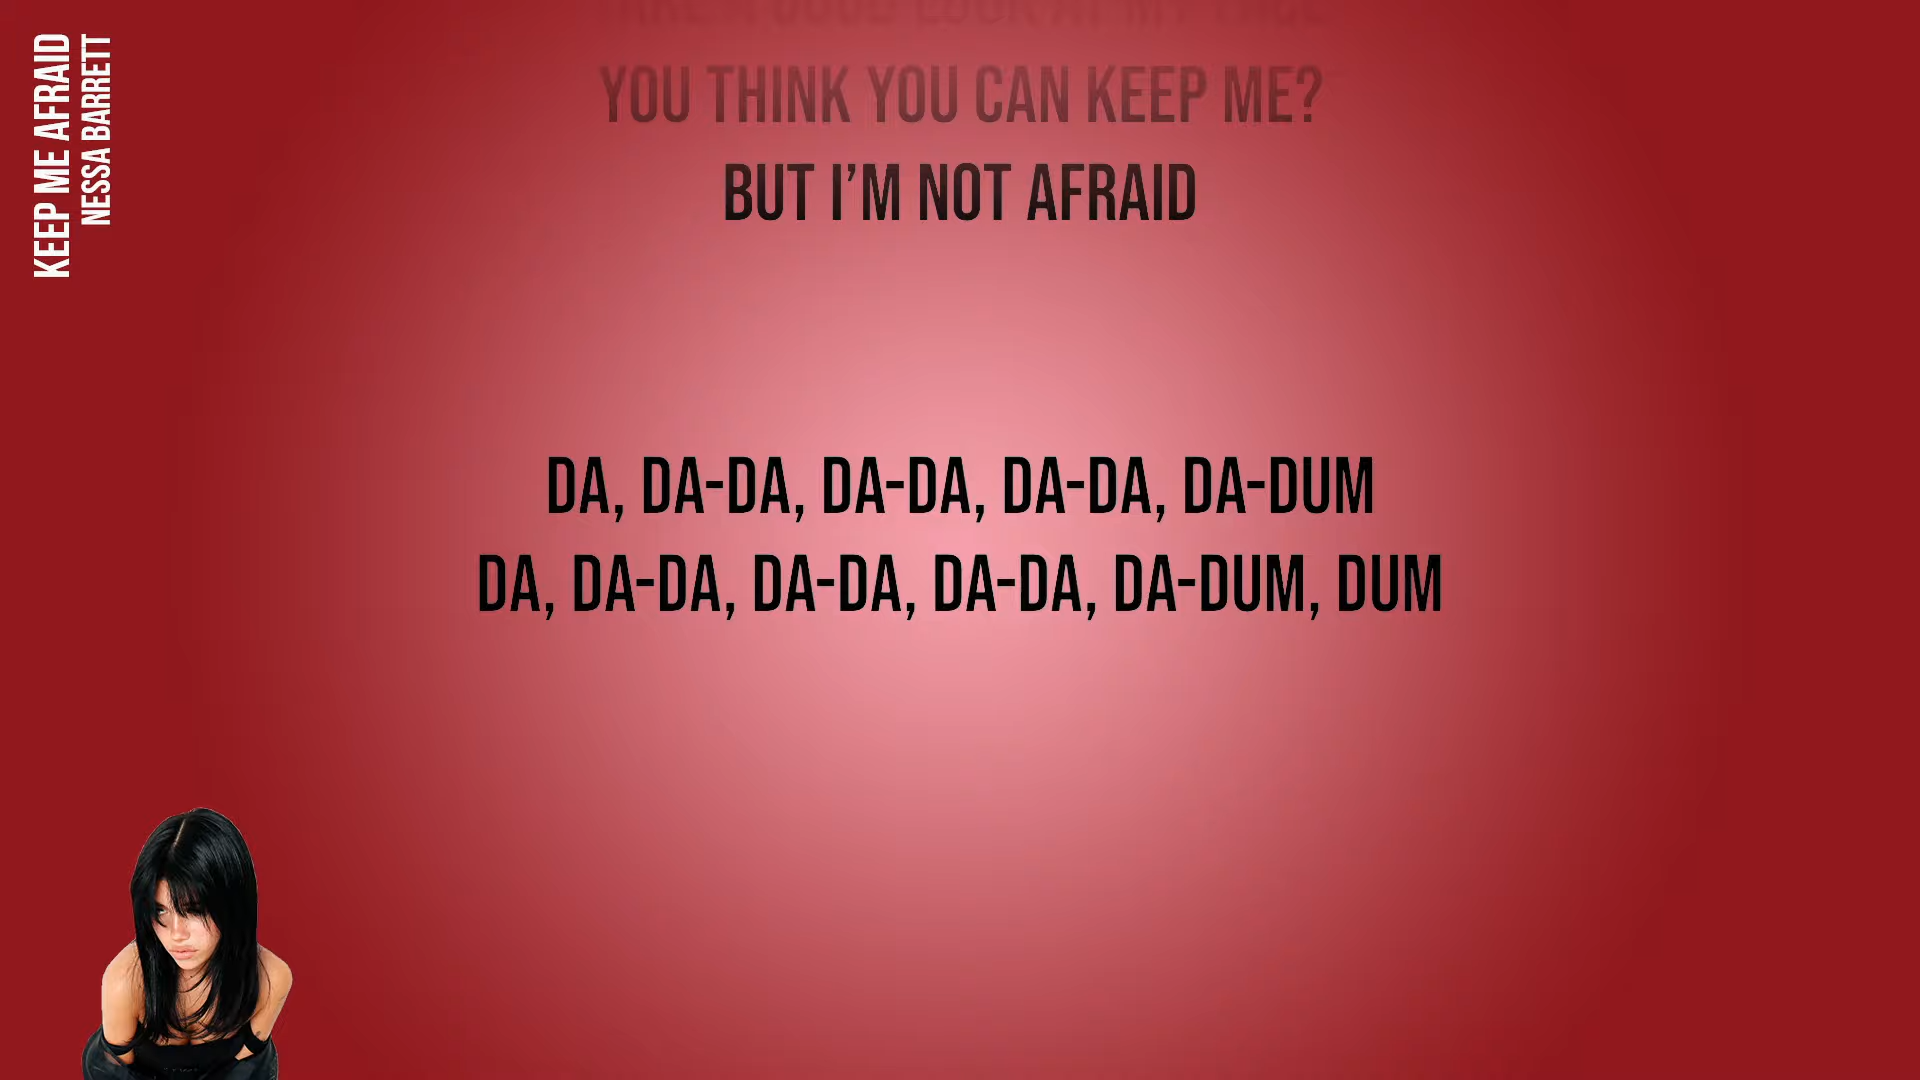 KEEP ME AFRAID
NESSA BARRETT
YOU THINK YOU CAN KEEP ME?
BUT I’M NOT AFRAID
DA, DA-DA, DA-DA, DA-DA, DA-DUM
DA, DA-DA, DA-DA, DA-DA, DA-DUM, DUM